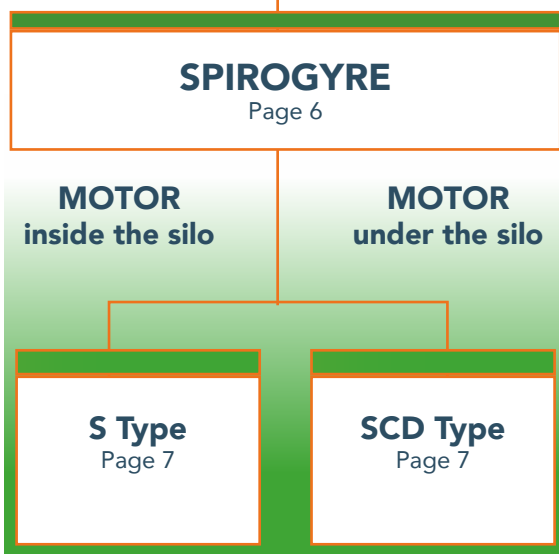 SPIROGYRE
Page 6
MOTOR
inside the silo
MOTOR
under the silo
S Type
Page 7
SCD Type
Page 7